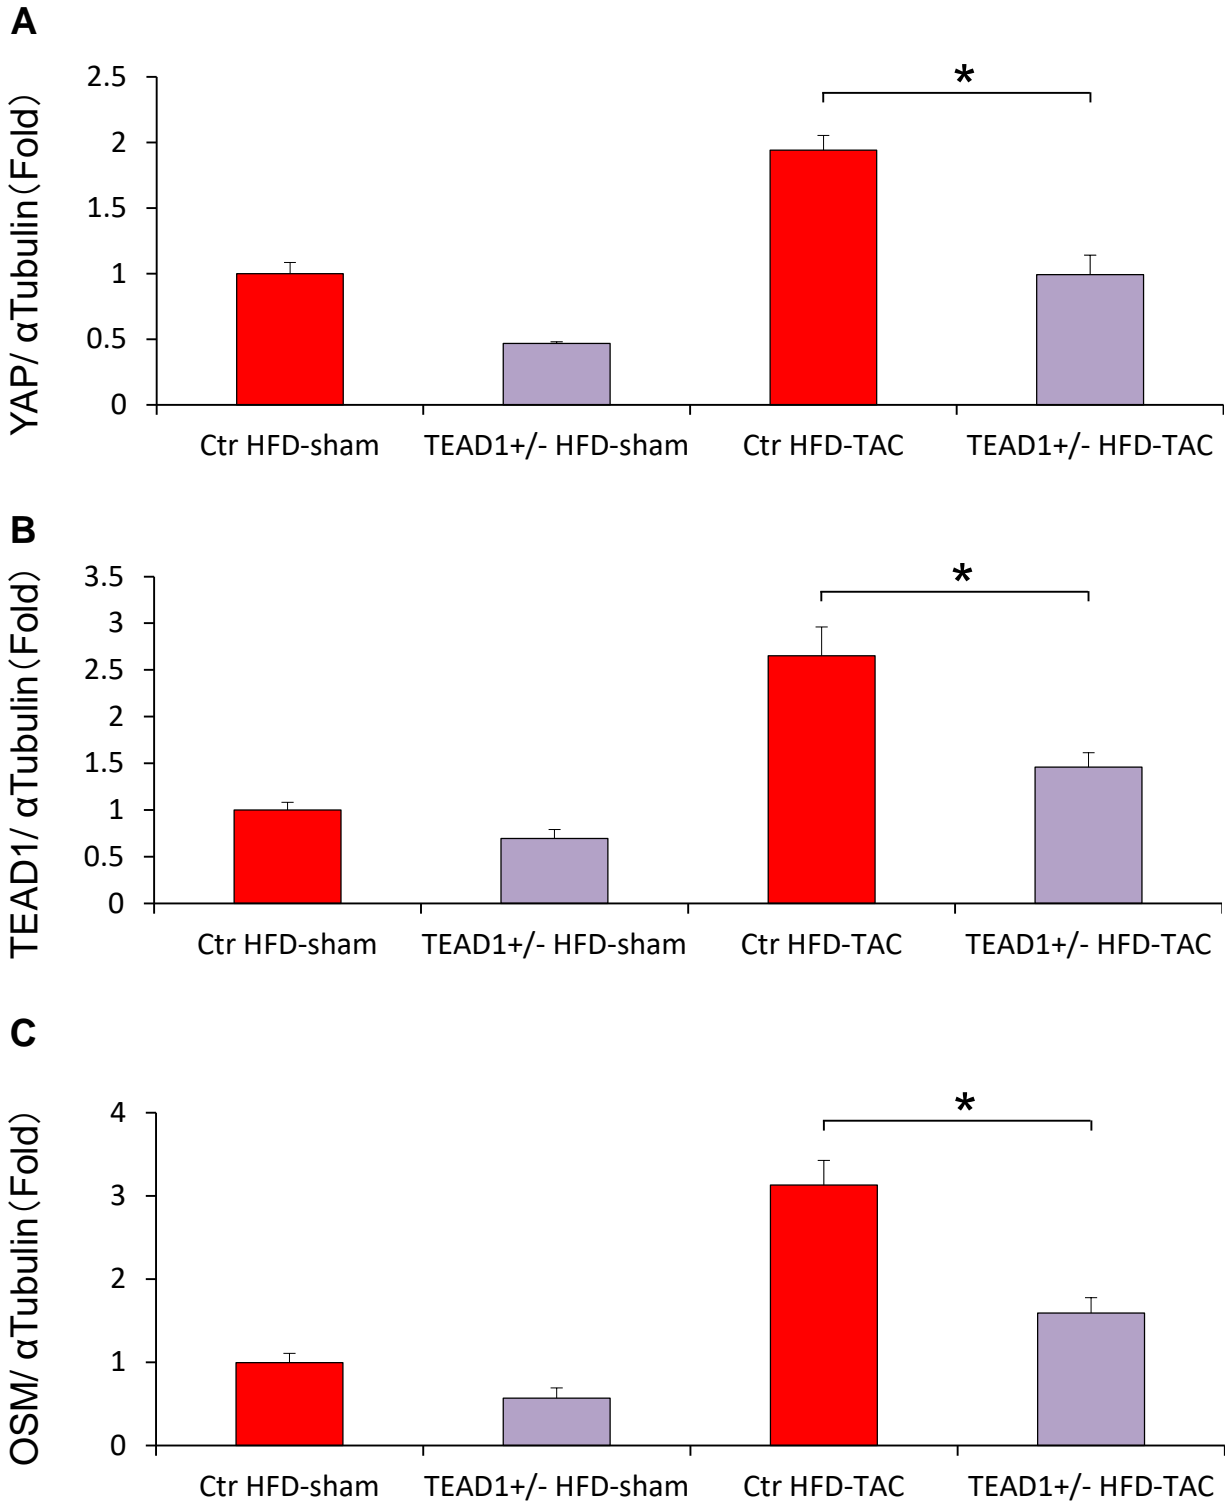 A
YAP/ αTubulin（Fold）
2.5
2
1.5
1
0.5
0
*
Ctr HFD-sham TEAD1+/- HFD-sham Ctr HFD-TAC TEAD1+/- HFD-TAC
B
TEAD1/ αTubulin（Fold）
3.5
3
2.5
2
1.5
1
0.5
0
*
Ctr HFD-sham TEAD1+/- HFD-sham Ctr HFD-TAC TEAD1+/- HFD-TAC
C
OSM/ αTubulin（Fold）
4
3
2
1
0
*
Ctr HFD-sham TEAD1+/- HFD-sham Ctr HFD-TAC TEAD1+/- HFD-TAC